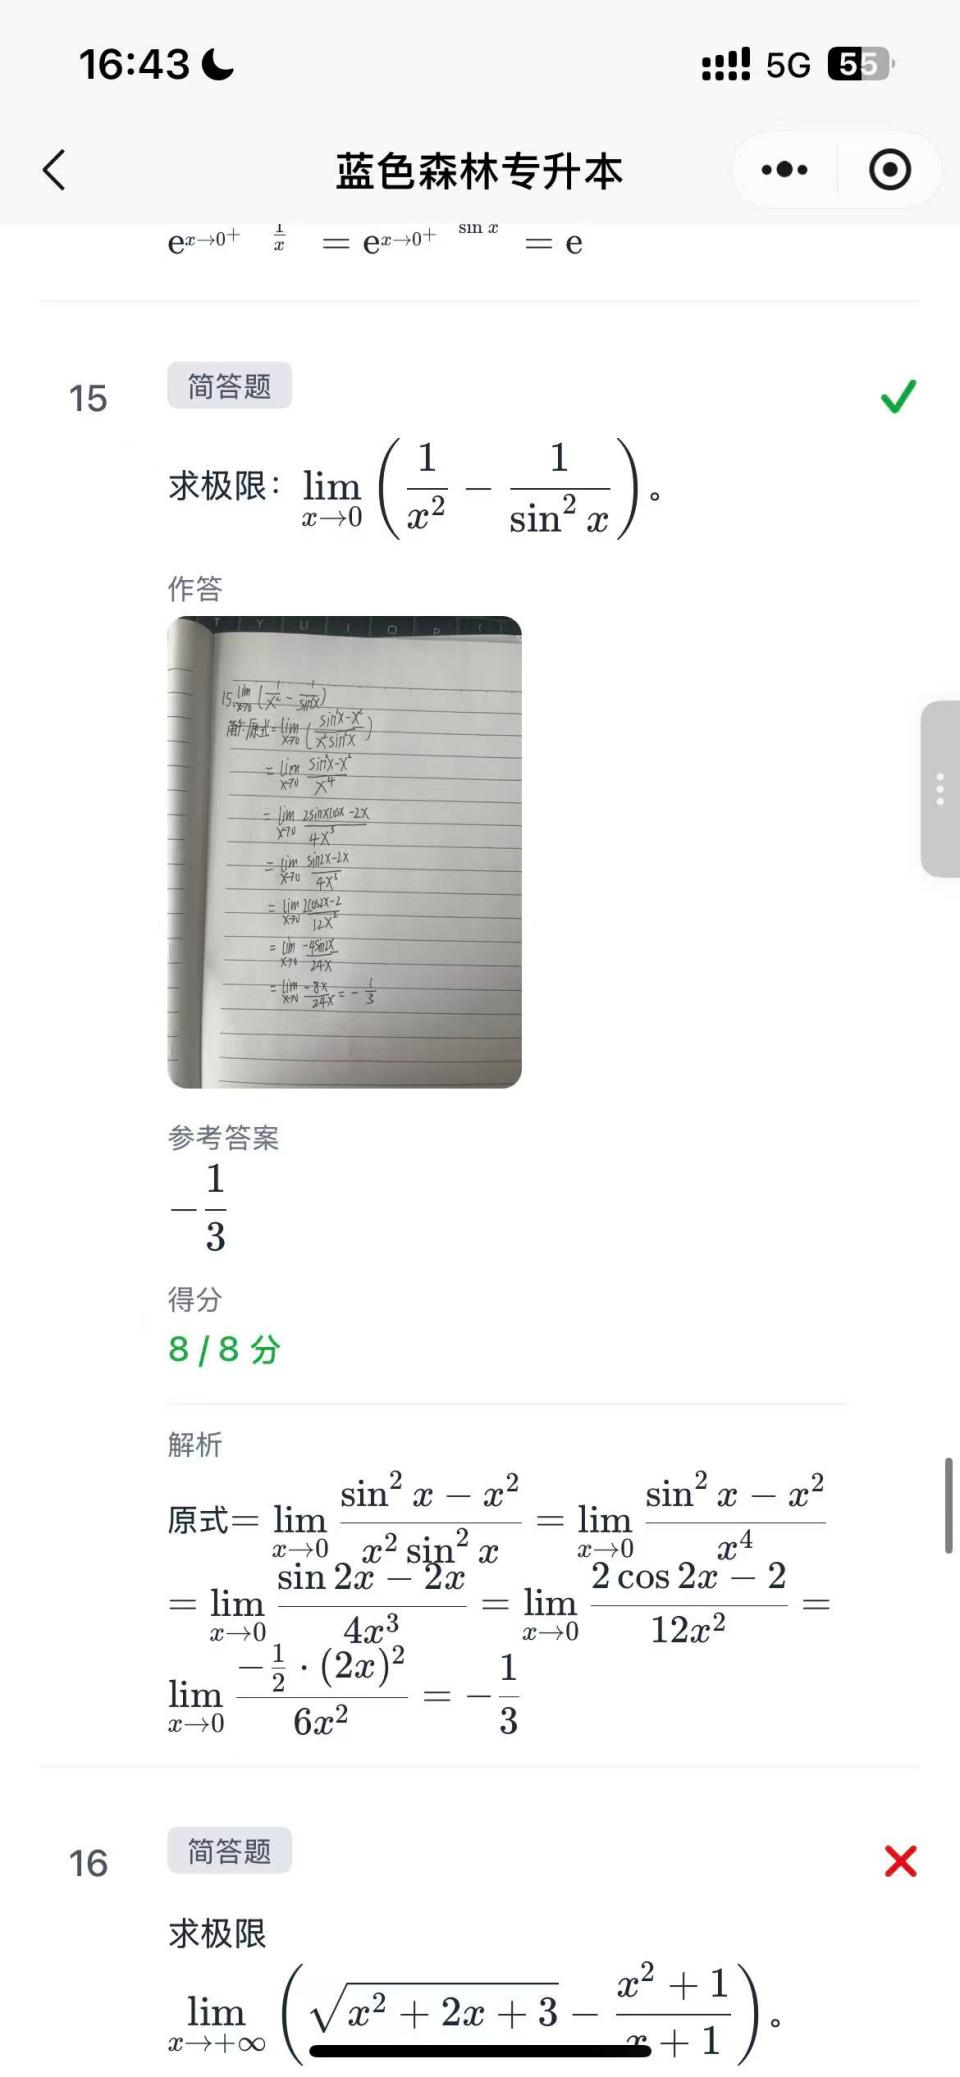 16:43 5G 55
蓝色森林专升本
e^{x→0+} 1/x = e^{x→0+} sin x = e
15 简答题
求极限: lim_{x→0} (1/x² − 1/sin² x)。
作答
T Y U I O P
15. lim_{x→0} (1/x² − 1/sin²x)
解:原式= lim_{x→0} (sin²x−x² / x²sin²x)
= lim_{x→0} sin²x−x² / x⁴
= lim_{x→0} 2sinxcosx−2x / 4x³
= lim_{x→0} sin2x−2x / 4x³
= lim_{x→0} 2cos2x−2 / 12x²
= lim_{x→0} −4sin2x / 24x
= lim_{x→0} −8x / 24x = −1/3
参考答案
−1/3
得分
8 / 8 分
解析
原式= lim_{x→0} (sin² x − x²)/(x² sin² x) = lim_{x→0} (sin² x − x²)/x⁴
= lim_{x→0} (sin 2x − 2x)/(4x³) = lim_{x→0} (2 cos 2x − 2)/(12x²) =
lim_{x→0} (−1/2 · (2x)²)/(6x²) = −1/3
16 简答题
求极限
lim_{x→+∞} (√(x² + 2x + 3) − (x² + 1)/(x + 1))。